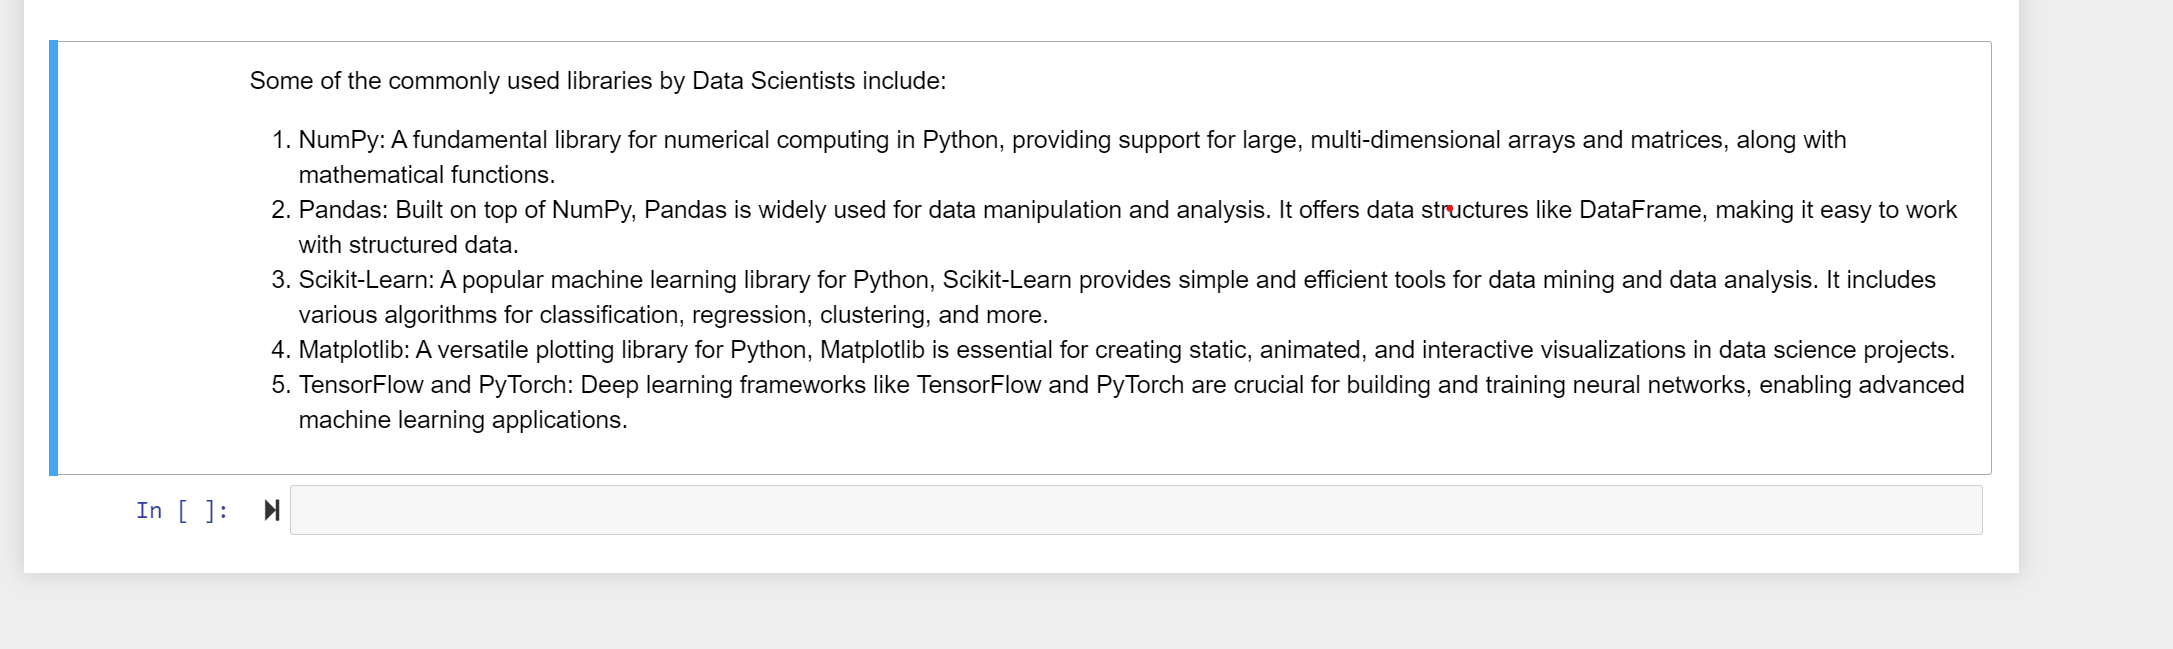 Some of the commonly used libraries by Data Scientists include:
1. NumPy: A fundamental library for numerical computing in Python, providing support for large, multi-dimensional arrays and matrices, along with
mathematical functions.
2. Pandas: Built on top of NumPy, Pandas is widely used for data manipulation and analysis. It offers data structures like DataFrame, making it easy to work
with structured data.
3. Scikit-Learn: A popular machine learning library for Python, Scikit-Learn provides simple and efficient tools for data mining and data analysis. It includes
various algorithms for classification, regression, clustering, and more.
4. Matplotlib: A versatile plotting library for Python, Matplotlib is essential for creating static, animated, and interactive visualizations in data science projects.
5. TensorFlow and PyTorch: Deep learning frameworks like TensorFlow and PyTorch are crucial for building and training neural networks, enabling advanced
machine learning applications.
In [ ]: